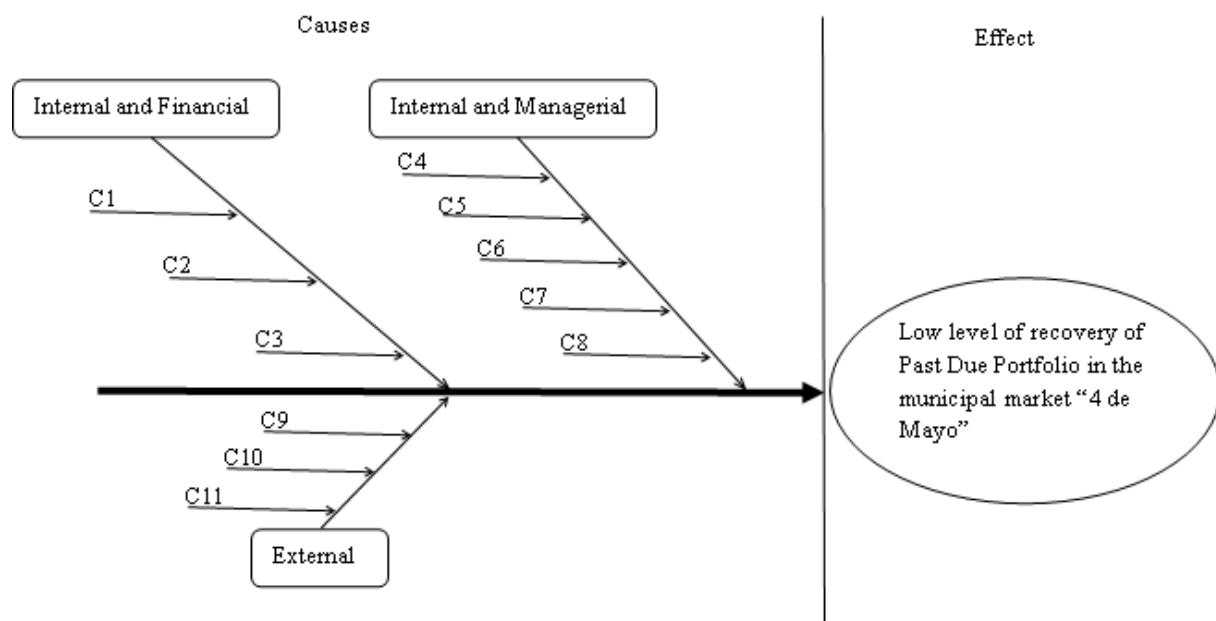 Causes
Effect
Internal and Financial
Internal and Managerial
C1
C2
C3
C4
C5
C6
C7
C8
C9
C10
C11
External
Low level of recovery of
Past Due Portfolio in the
municipal market “4 de
Mayo”